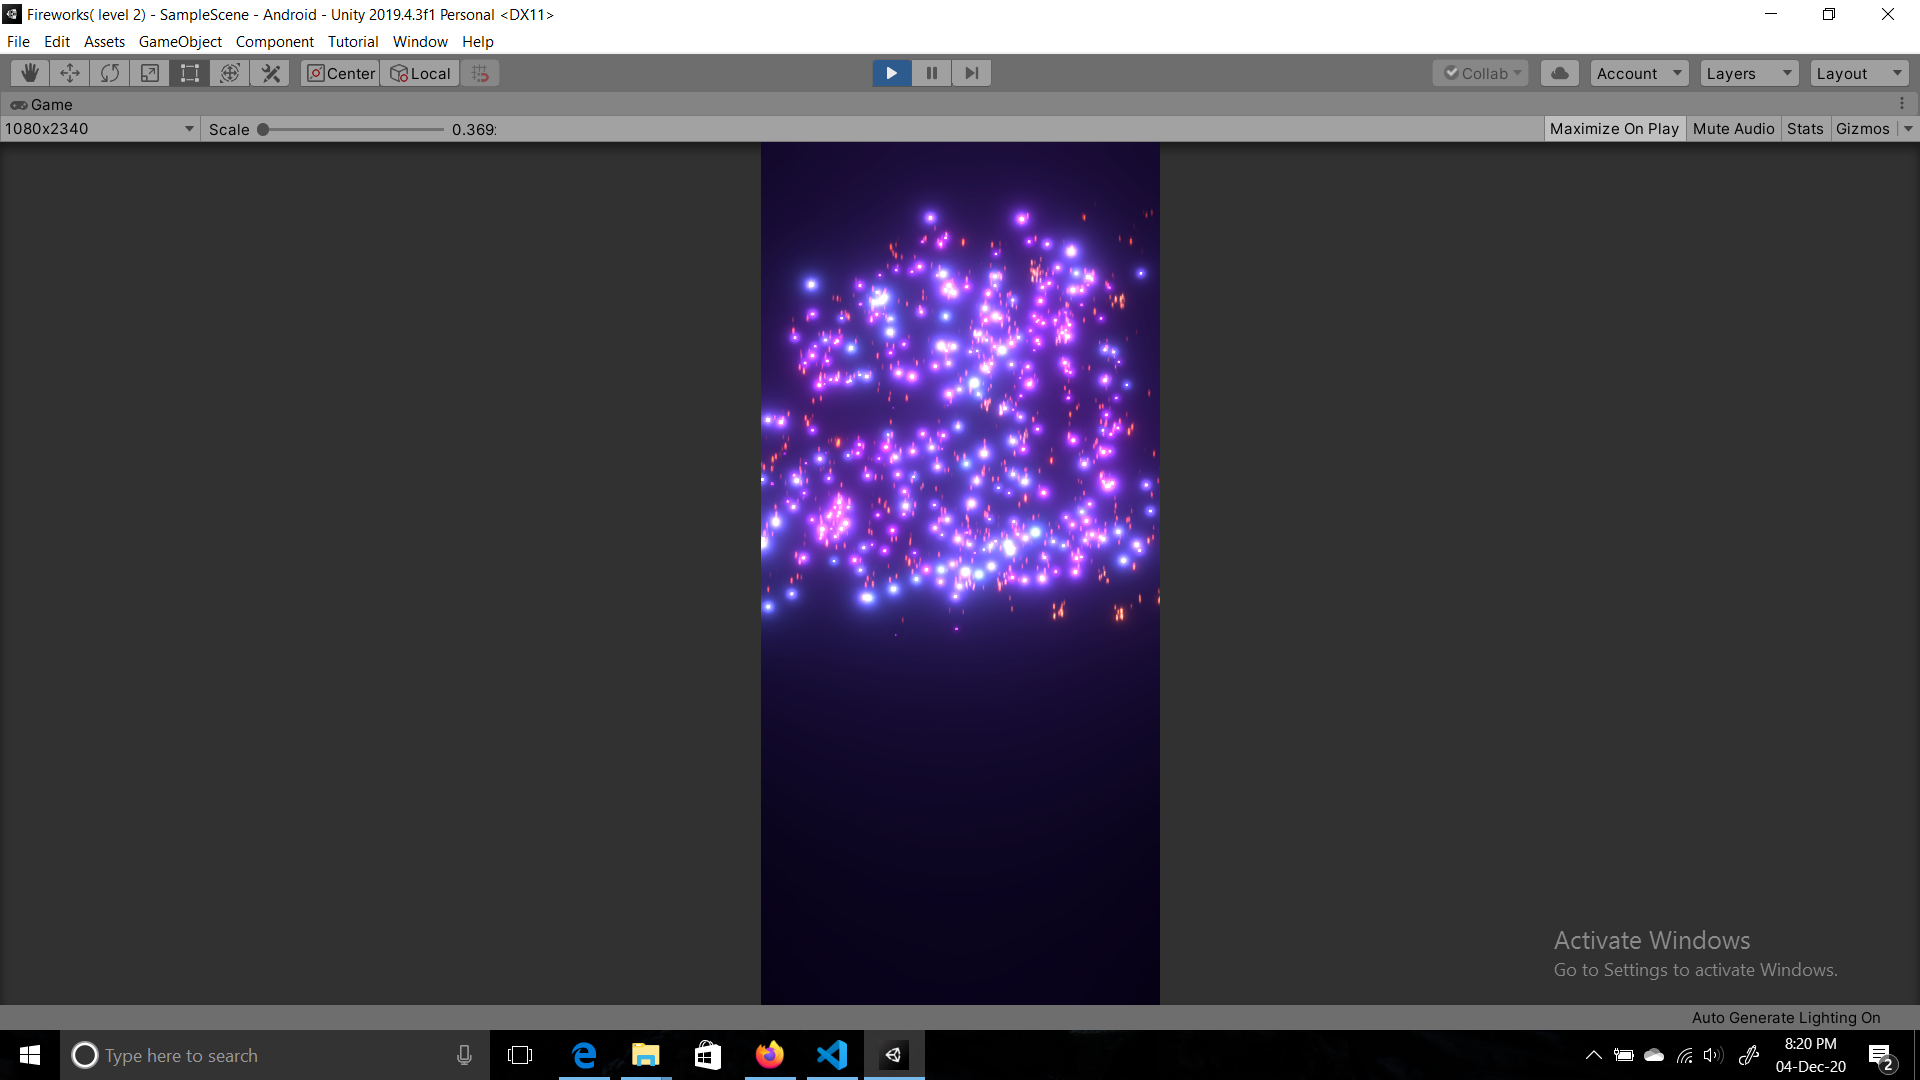 Fireworks( level 2) - SampleScene - Android - Unity 2019.4.3f1 Personal <DX11>
File Edit Assets GameObject Component Tutorial Window Help
Center Local Collab Account Layers Layout
Game
1080x2340 Scale 0.369: Maximize On Play Mute Audio Stats Gizmos
Activate Windows
Go to Settings to activate Windows.
Auto Generate Lighting On
Type here to search
8:20 PM
04-Dec-20
2